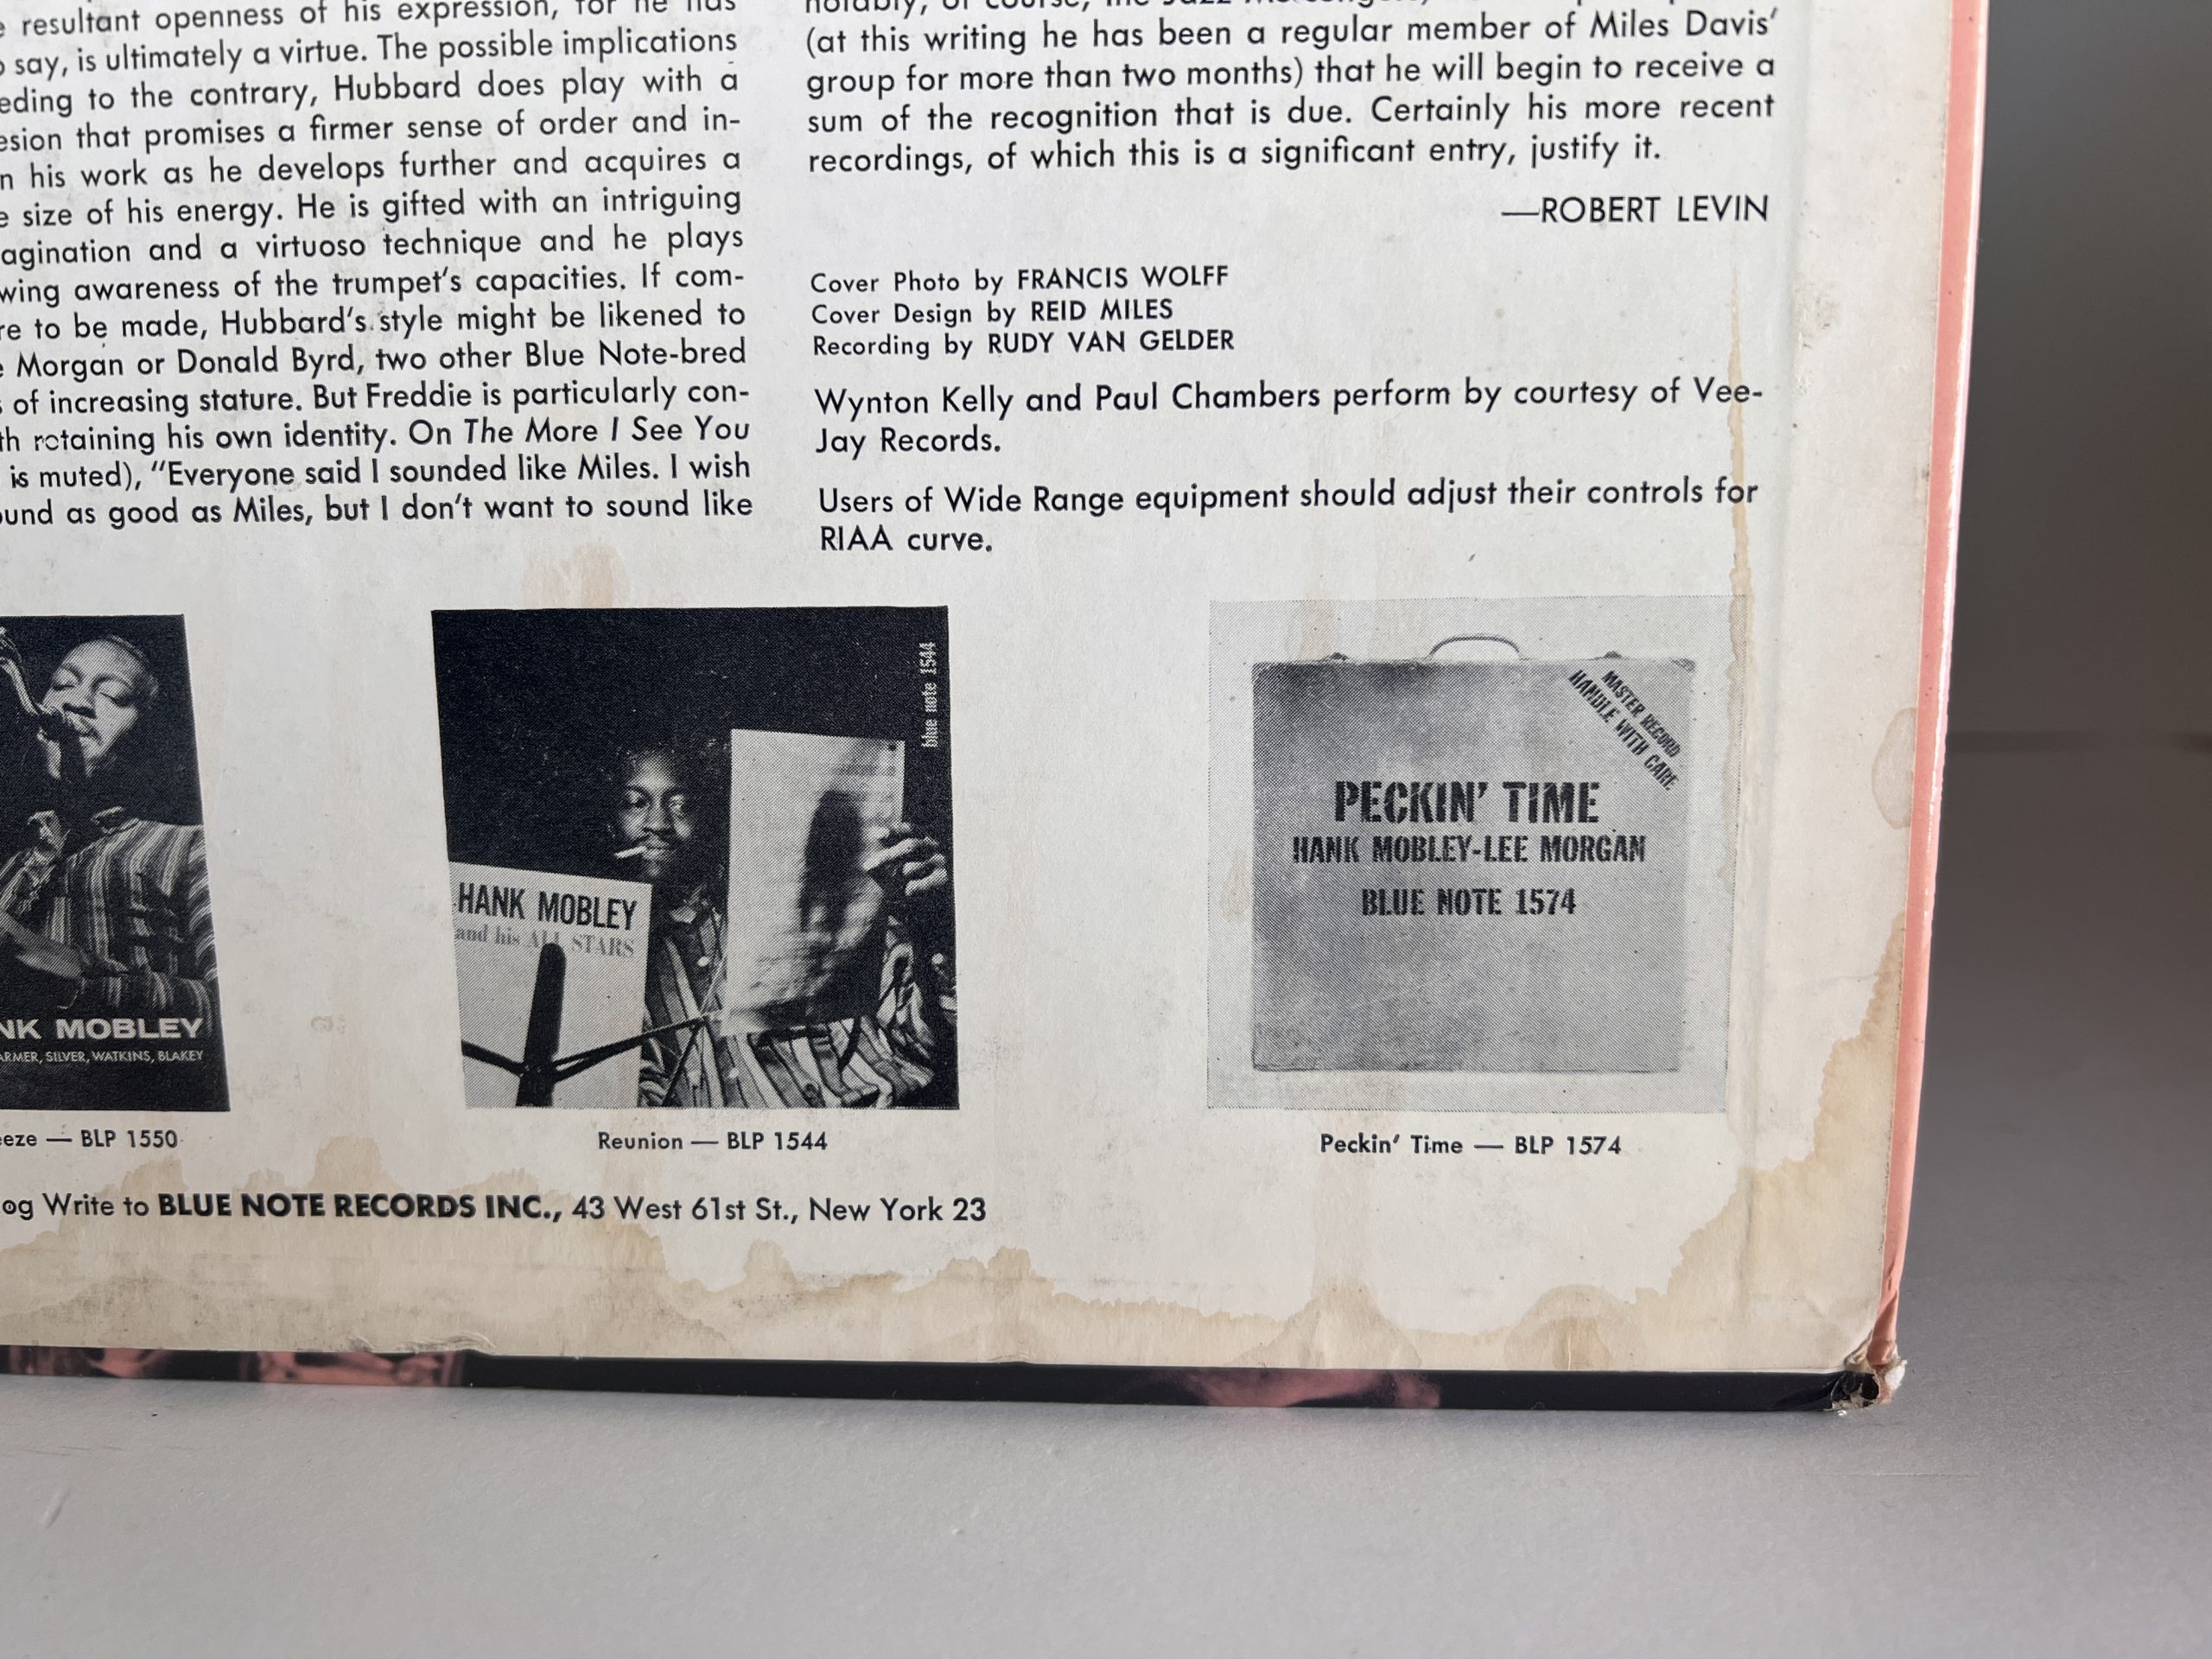 resultant openness of his expression, for he has
say, is ultimately a virtue. The possible implications
to the contrary, Hubbard does play with a
that promises a firmer sense of order and in-
his work as he develops further and acquires a
size of his energy. He is gifted with an intriguing
and a virtuoso technique and he plays
awareness of the trumpet's capacities. If com-
to be made, Hubbard's style might be likened to
Morgan or Donald Byrd, two other Blue Note-bred
of increasing stature. But Freddie is particularly con-
retaining his own identity. On The More I See You
is muted), "Everyone said I sounded like Miles. I wish
as good as Miles, but I don't want to sound like
(at this writing he has been a regular member of Miles Davis'
group for more than two months) that he will begin to receive a
sum of the recognition that is due. Certainly his more recent
recordings, of which this is a significant entry, justify it.
—ROBERT LEVIN
Cover Photo by FRANCIS WOLFF
Cover Design by REID MILES
Recording by RUDY VAN GELDER
Wynton Kelly and Paul Chambers perform by courtesy of Vee-
Jay Records.
Users of Wide Range equipment should adjust their controls for
RIAA curve.
MOBLEY
SILVER, WATKINS, BLAKEY
— BLP 1550
blue note 1544
HANK MOBLEY
and his ALL STARS
Reunion — BLP 1544
MASTER RECORD
HANDLE WITH CARE
PECKIN' TIME
HANK MOBLEY-LEE MORGAN
BLUE NOTE 1574
Peckin' Time — BLP 1574
Write to BLUE NOTE RECORDS INC., 43 West 61st St., New York 23